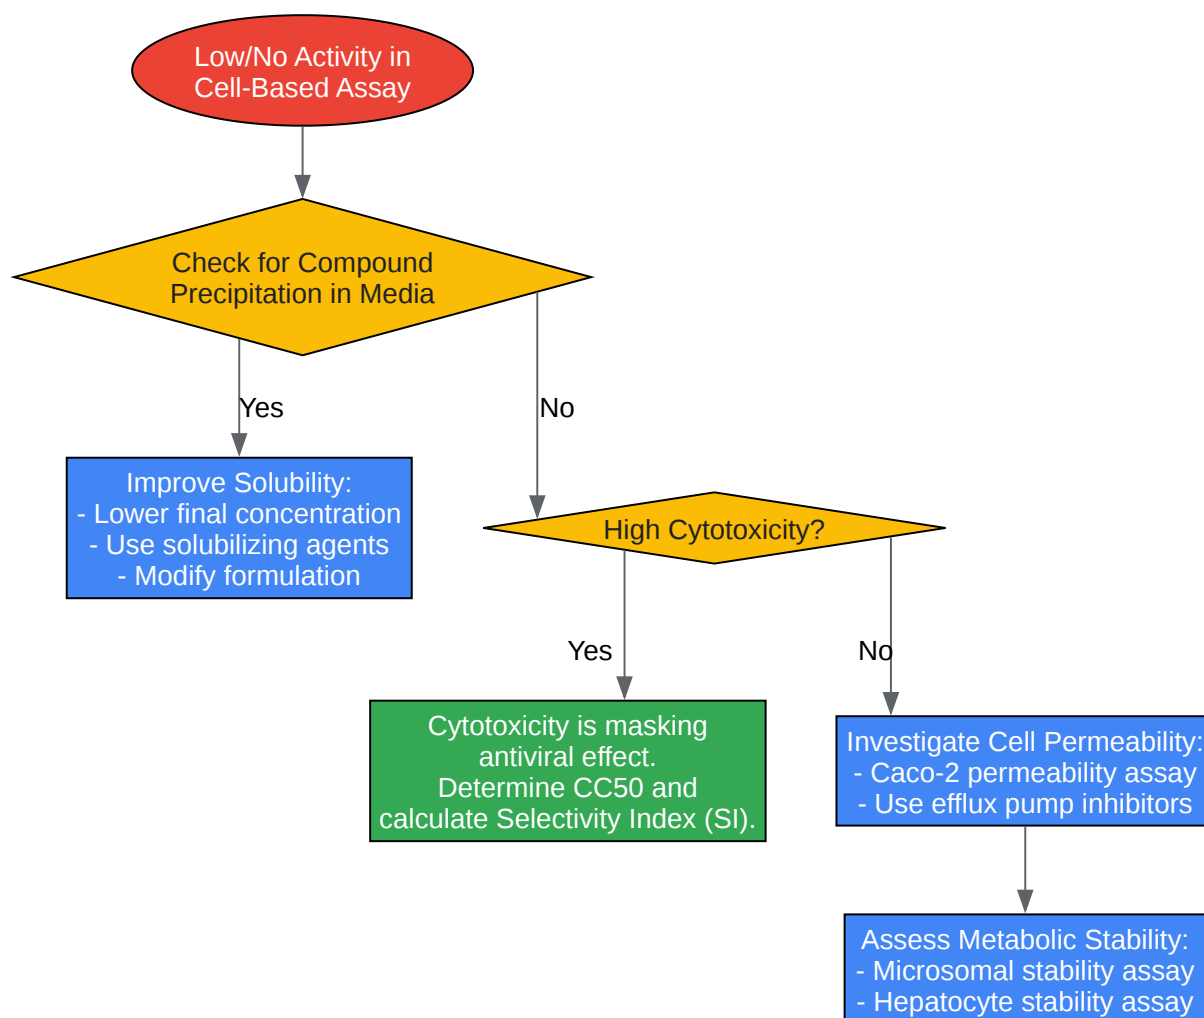 Low/No Activity in
Cell-Based Assay
Check for Compound
Precipitation in Media
Yes
No
Improve Solubility:
- Lower final concentration
- Use solubilizing agents
- Modify formulation
High Cytotoxicity?
Yes
No
Cytotoxicity is masking
antiviral effect.
Determine CC50 and
calculate Selectivity Index (SI).
Investigate Cell Permeability:
- Caco-2 permeability assay
- Use efflux pump inhibitors
Assess Metabolic Stability:
- Microsomal stability assay
- Hepatocyte stability assay